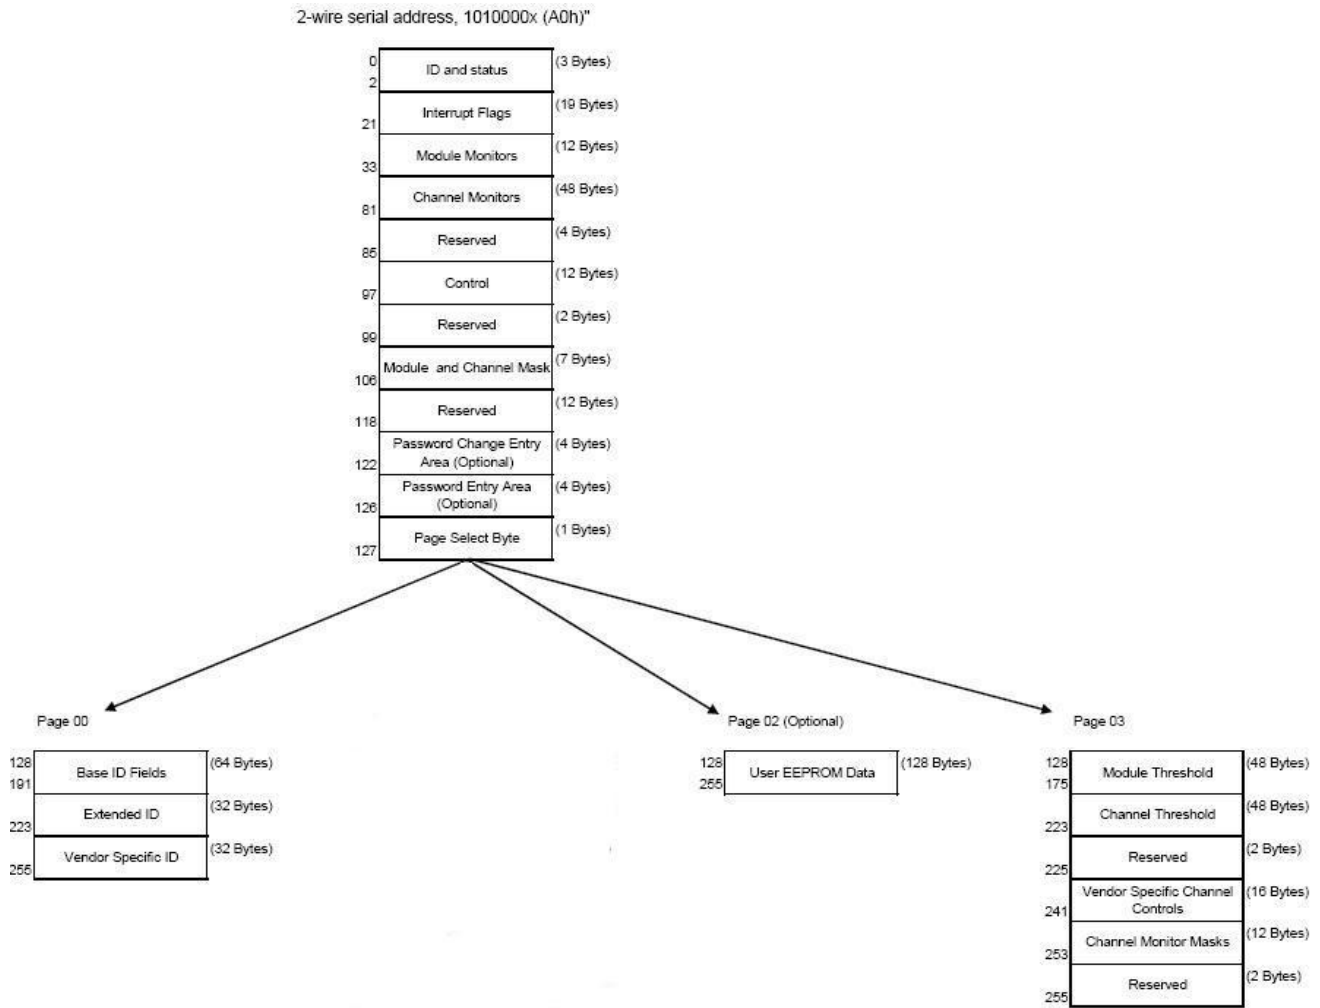 2-wire serial address, 1010000x (A0h)"
0
ID and status
(3 Bytes)
2
Interrupt Flags
(19 Bytes)
21
Module Monitors
(12 Bytes)
33
Channel Monitors
(48 Bytes)
81
Reserved
(4 Bytes)
85
Control
(12 Bytes)
97
Reserved
(2 Bytes)
99
Module and Channel Mask
(7 Bytes)
106
Reserved
(12 Bytes)
118
Password Change Entry
Area (Optional)
(4 Bytes)
122
Password Entry Area
(Optional)
(4 Bytes)
126
Page Select Byte
(1 Bytes)
127
Page 00
128
Base ID Fields
(64 Bytes)
191
Extended ID
(32 Bytes)
223
Vendor Specific ID
(32 Bytes)
255
Page 02 (Optional)
128
User EEPROM Data
(128 Bytes)
255
Page 03
128
Module Threshold
(48 Bytes)
175
Channel Threshold
(48 Bytes)
223
Reserved
(2 Bytes)
225
Vendor Specific Channel
Controls
(16 Bytes)
241
Channel Monitor Masks
(12 Bytes)
253
Reserved
(2 Bytes)
255